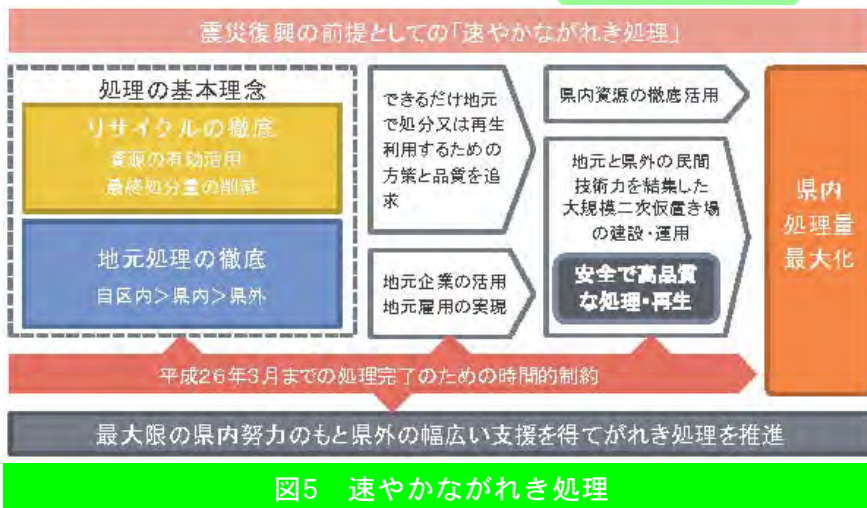 震災復興の前提としての「速やかながれき処理」
処理の基本理念
リサイクルの徹底
資源の有効活用
最終処分量の削減
地元処理の徹底
自区内>県内>県外
できるだけ地元
で処分又は再生
利用するための
方策と品質を追
求
地元企業の活用
地元雇用の実現
県内資源の徹底活用
地元と県外の民間
技術力を結集した
大規模二次仮置き場
の建設・運用
安全で高品質
な処理・再生
県内
処理量
最大化
平成26年3月までの処理完了のための時間的制約
最大限の県内努力のもと県外の幅広い支援を得てがれき処理を推進
図5 速やかながれき処理